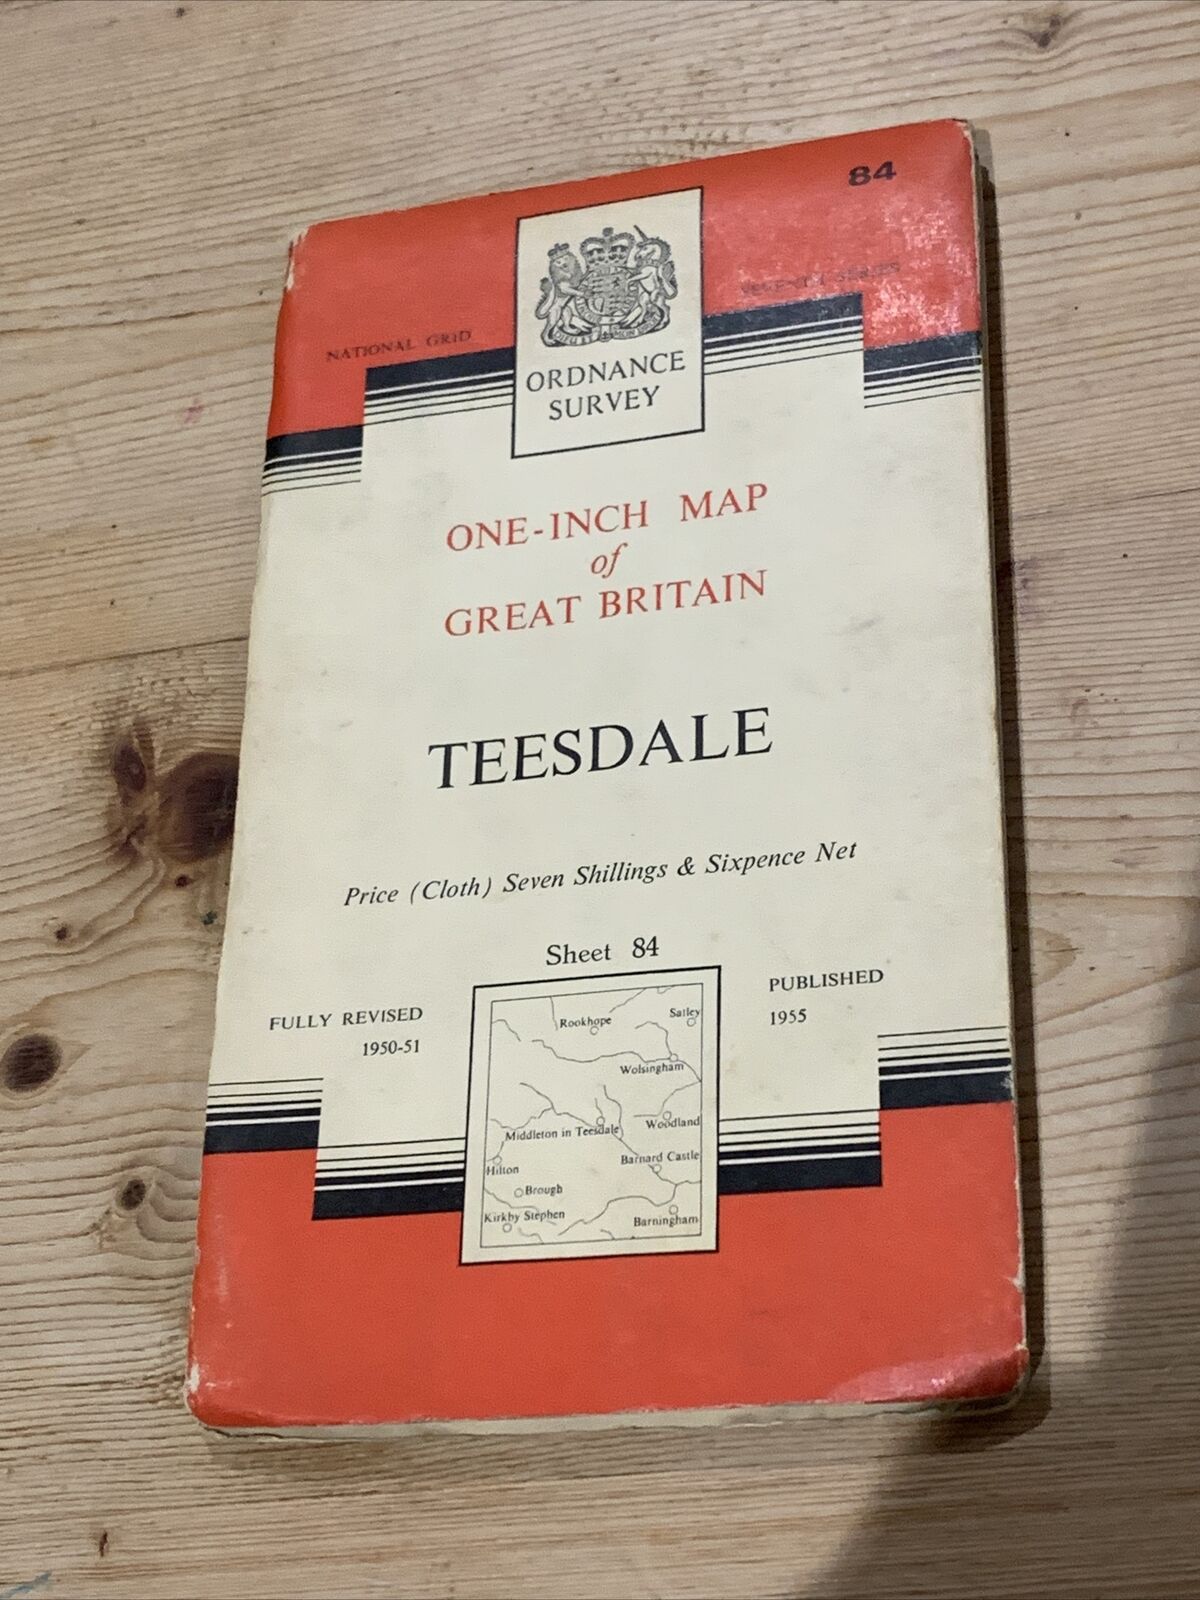 84
NATIONAL GRID
SEVENTH SERIES
ORDNANCE
SURVEY
ONE-INCH MAP
of
GREAT BRITAIN
TEESDALE
Price (Cloth) Seven Shillings & Sixpence Net
Sheet 84
FULLY REVISED
1950-51
PUBLISHED
1955
Rookhope
Satley
Wolsingham
Middleton in Teesdale
Woodland
Hilton
Barnard Castle
Brough
Kirkby Stephen
Barningham